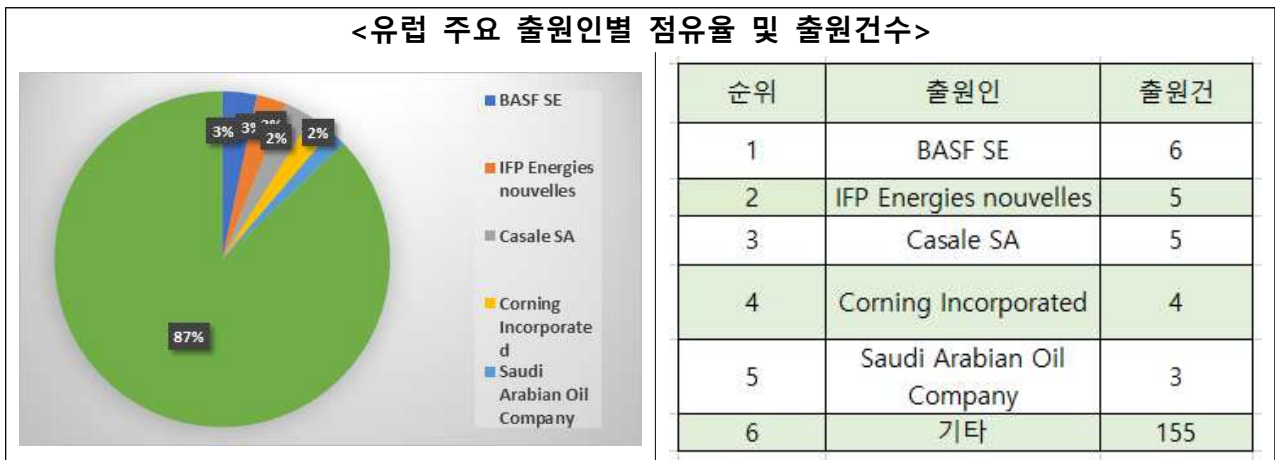 <유럽 주요 출원인별 점유율 및 출원건수>
3%
3%
2%
2%
87%
BASF SE
IFP Energies
nouvelles
Casale SA
Corning
Incorporate
d
Saudi
Arabian Oil
Company
순위 출원인 출원건
1 BASF SE 6
2 IFP Energies nouvelles 5
3 Casale SA 5
4 Corning Incorporated 4
5 Saudi Arabian Oil
Company 3
6 기타 155